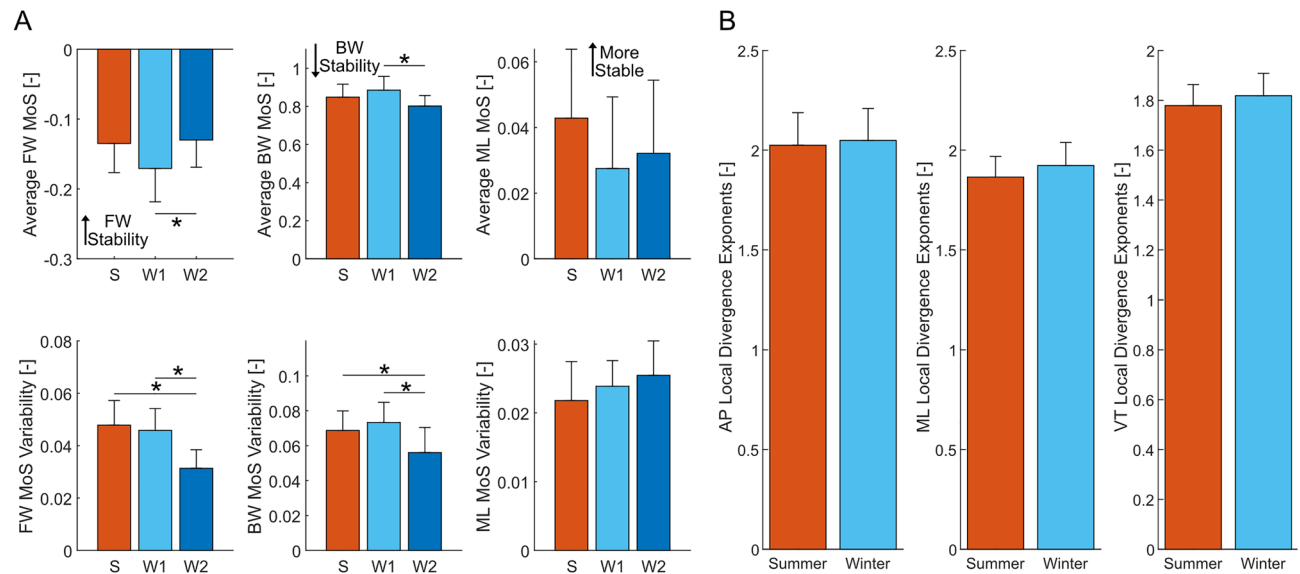 A
Average FW MoS [-]
0
-0.1
-0.2
-0.3
FW
Stability
*
S W1 W2
Average BW MoS [-]
1
0.8
0.6
0.4
0.2
0
BW
Stability
*
S W1 W2
Average ML MoS [-]
0.06
0.04
0.02
0
More
Stable
S W1 W2
FW MoS Variability [-]
0.08
0.06
0.04
0.02
0
*
*
S W1 W2
BW MoS Variability [-]
0.1
0.08
0.06
0.04
0.02
0
*
*
S W1 W2
ML MoS Variability [-]
0.03
0.02
0.01
0
S W1 W2
B
AP Local Divergence Exponents [-]
2.5
2
1.5
1
0.5
0
Summer Winter
ML Local Divergence Exponents [-]
2.5
2
1.5
1
0.5
0
Summer Winter
VT Local Divergence Exponents [-]
2
1.8
1.6
1.4
1.2
1
0.8
0.6
0.4
0.2
0
Summer Winter